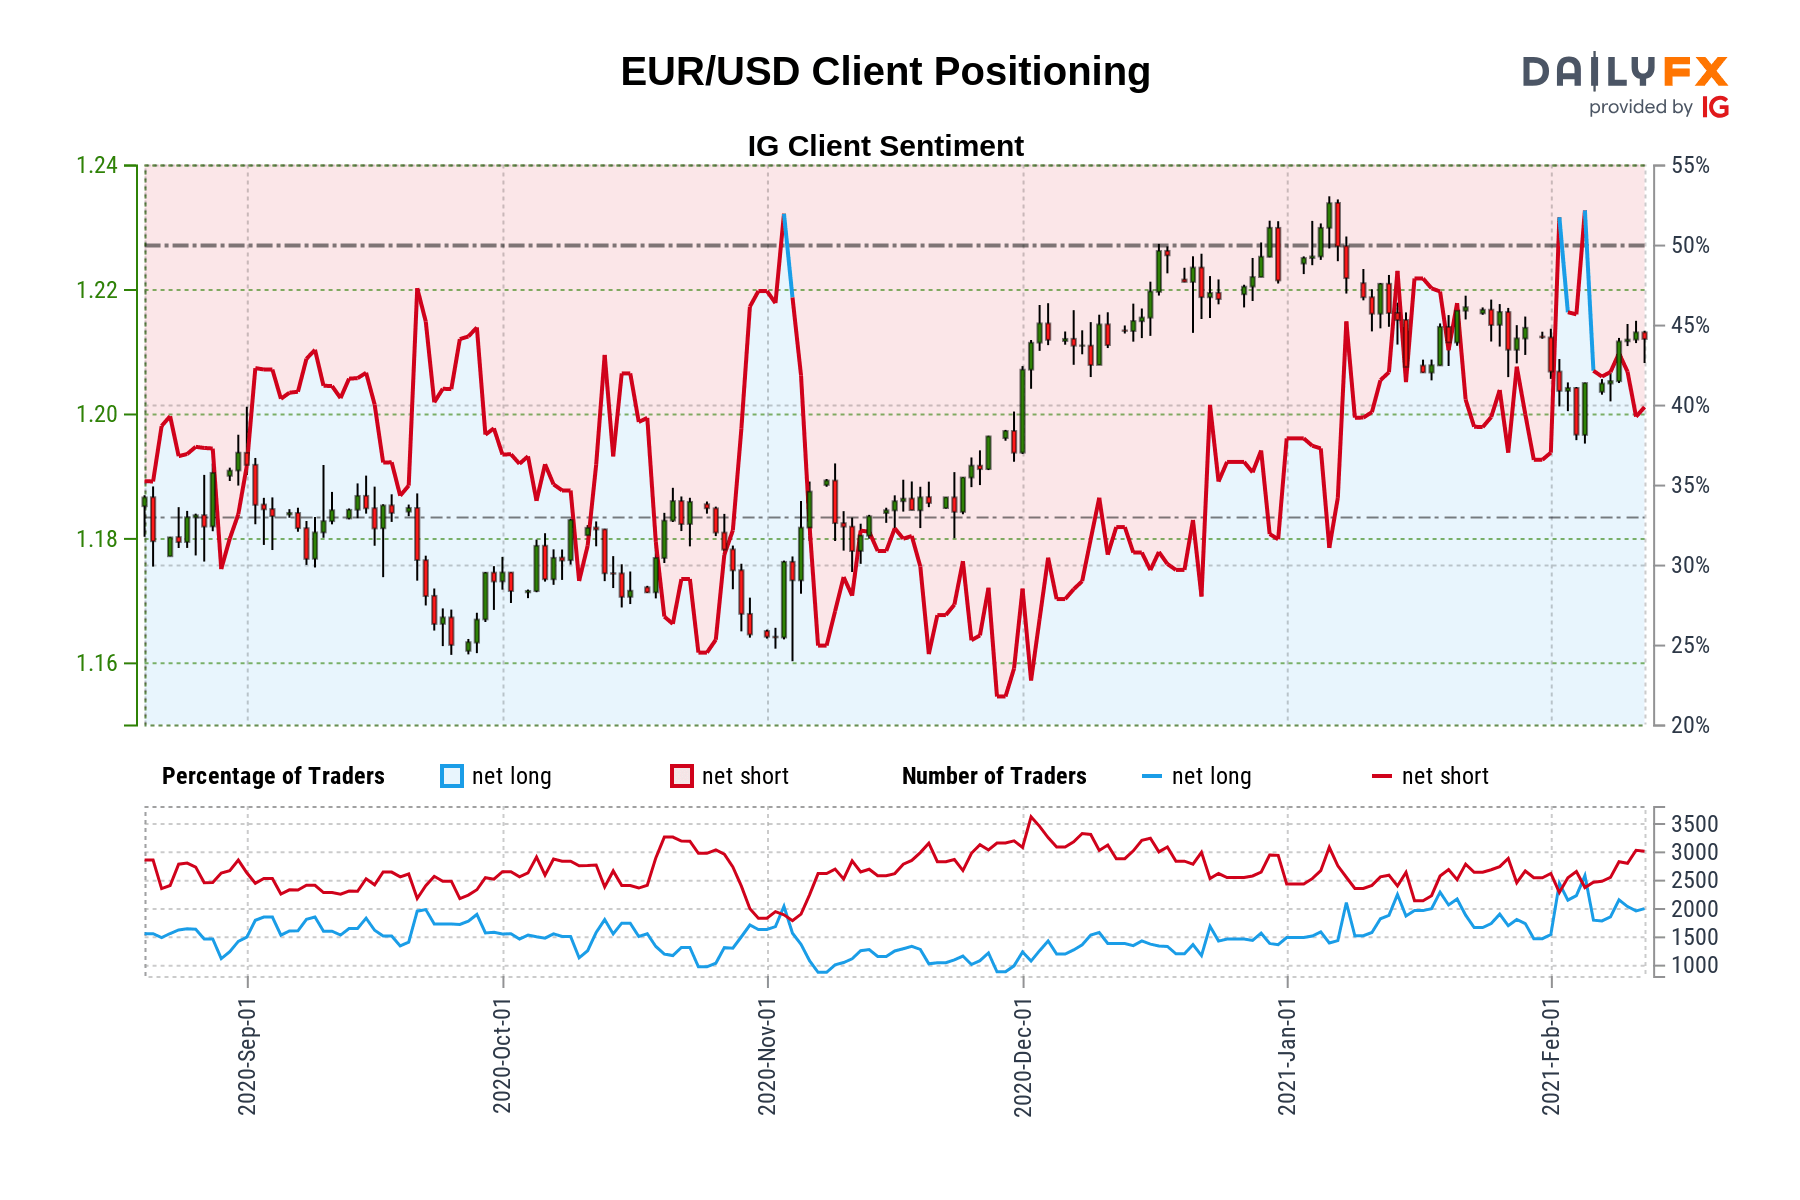 EUR/USD Client Positioning
DAILYFX
provided by IG
IG Client Sentiment
1.24
1.22
1.20
1.18
1.16
55%
50%
45%
40%
35%
30%
25%
20%
Percentage of Traders net long net short Number of Traders net long net short
3500
3000
2500
2000
1500
1000
2020-Sep-01
2020-Oct-01
2020-Nov-01
2020-Dec-01
2021-Jan-01
2021-Feb-01